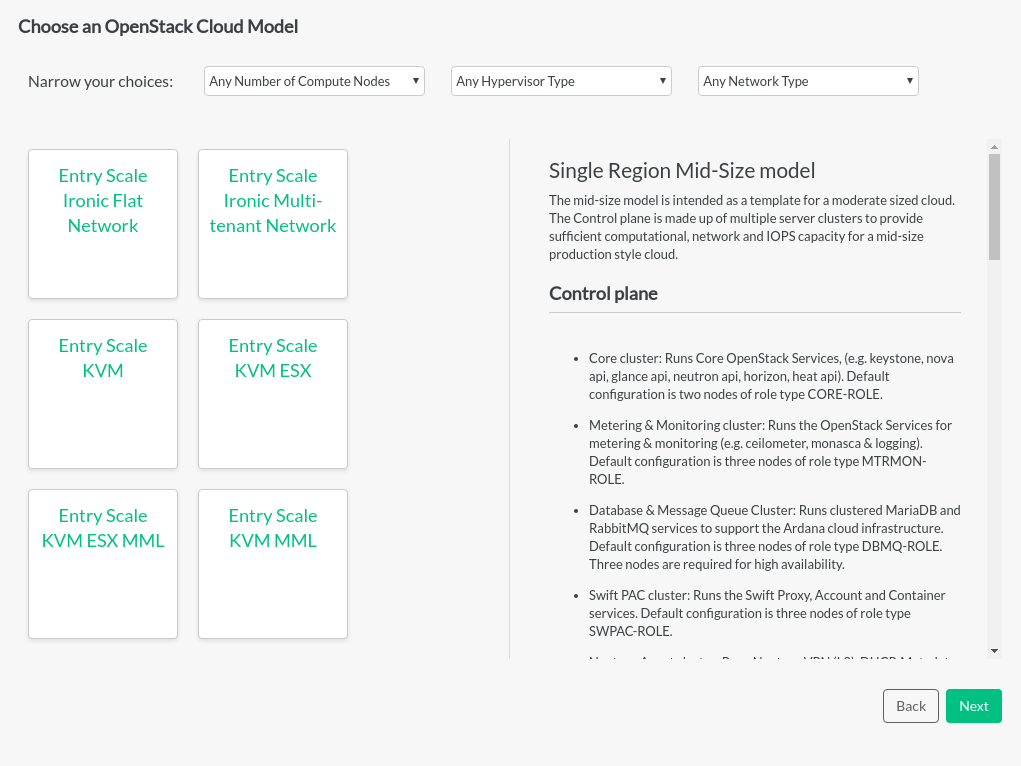 Choose an OpenStack Cloud Model
Narrow your choices:
Any Number of Compute Nodes
Any Hypervisor Type
Any Network Type
Entry Scale
Ironic Flat
Network
Entry Scale
Ironic Multi-
tenant Network
Entry Scale
KVM
Entry Scale
KVM ESX
Entry Scale
KVM ESX MML
Entry Scale
KVM MML
Single Region Mid-Size model
The mid-size model is intended as a template for a moderate sized cloud.
The Control plane is made up of multiple server clusters to provide
sufficient computational, network and IOPS capacity for a mid-size
production style cloud.
Control plane
Core cluster: Runs Core OpenStack Services, (e.g. keystone, nova
api, glance api, neutron api, horizon, heat api). Default
configuration is two nodes of role type CORE-ROLE.
Metering & Monitoring cluster: Runs the OpenStack Services for
metering & monitoring (e.g. ceilometer, monasca & logging).
Default configuration is three nodes of role type MTRMON-
ROLE.
Database & Message Queue Cluster: Runs clustered MariaDB and
RabbitMQ services to support the Ardana cloud infrastructure.
Default configuration is three nodes of role type DBMQ-ROLE.
Three nodes are required for high availability.
Swift PAC cluster: Runs the Swift Proxy, Account and Container
services. Default configuration is three nodes of role type
SWPAC-ROLE.
Back
Next